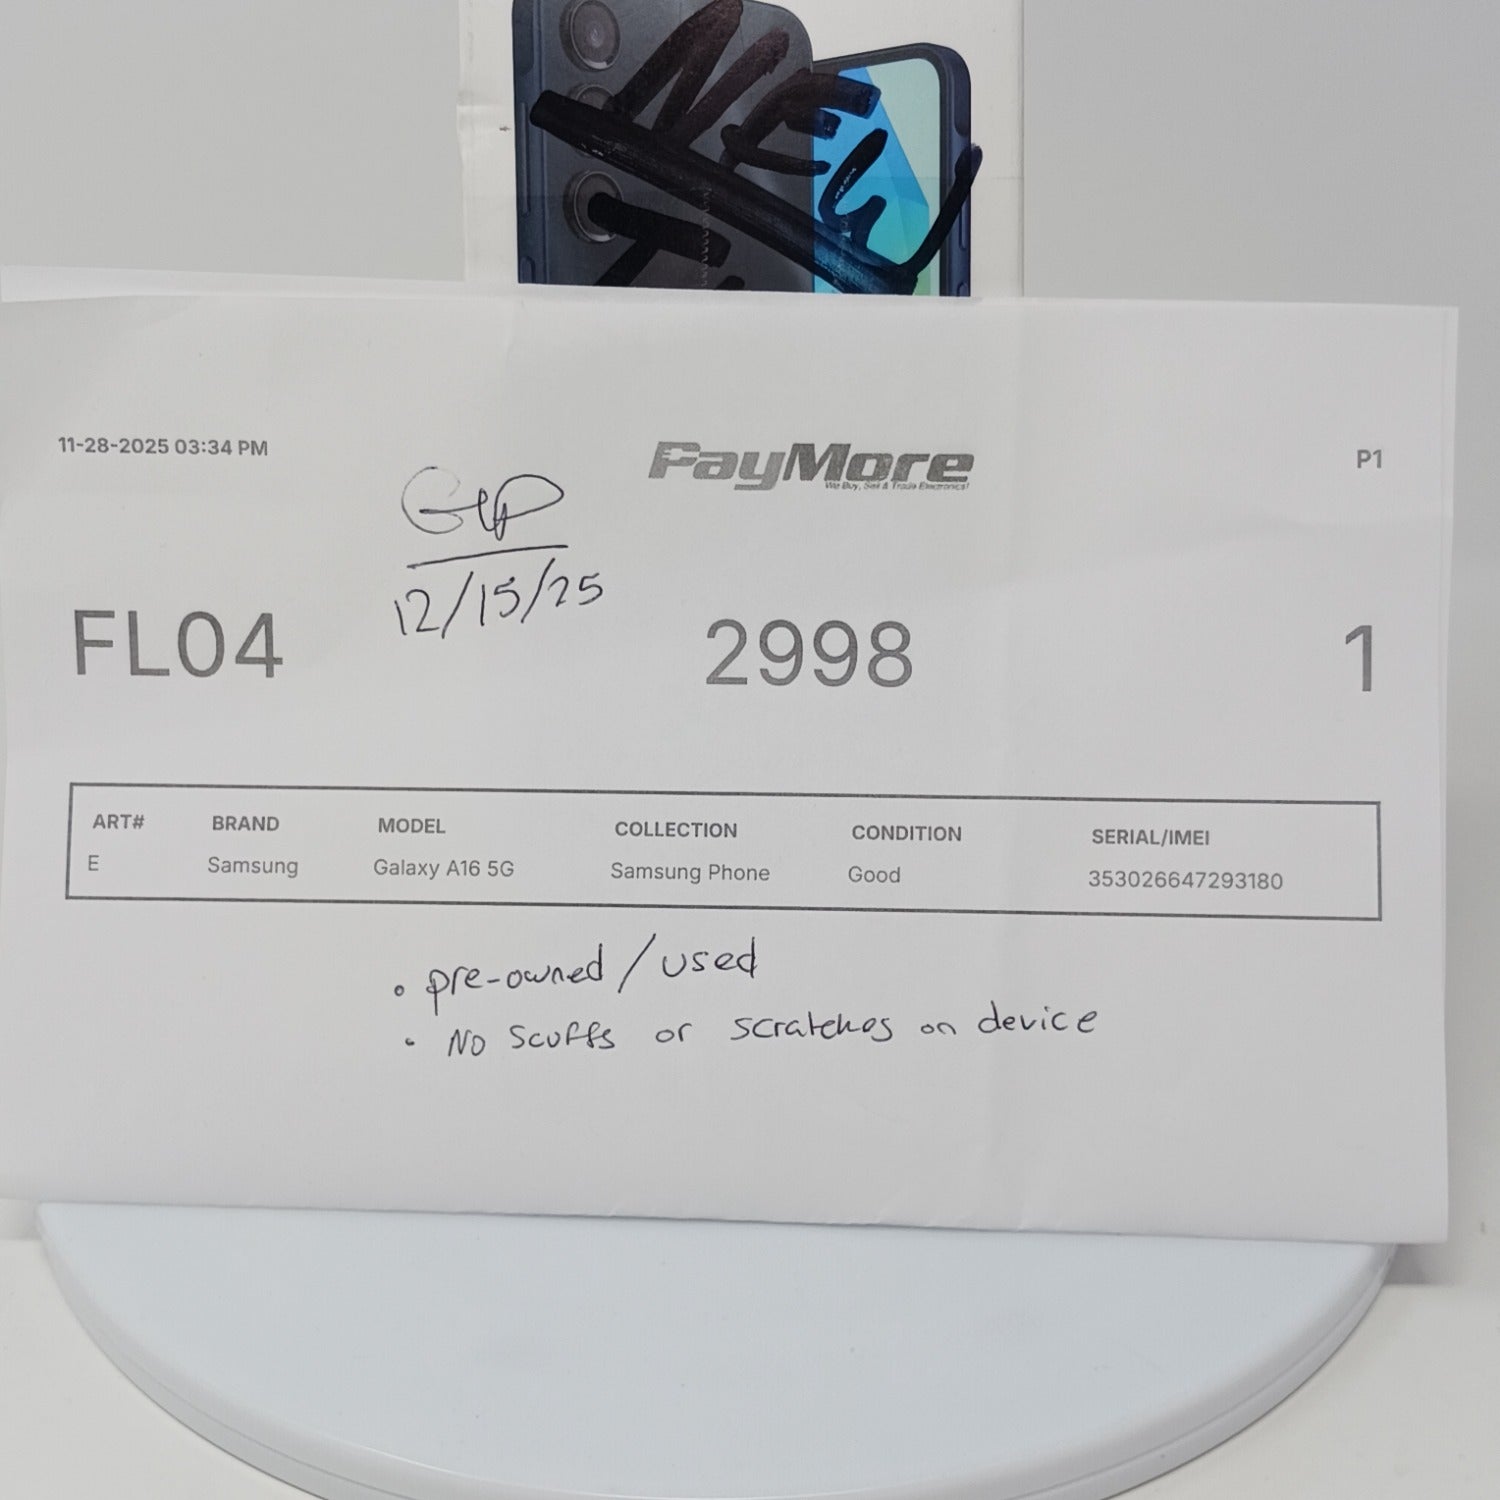 NEW
11-28-2025 03:34 PM
PayMore
We Buy, Sell & Trade Electronics!
P1
12/15/25
FL04
2998
1
ART# BRAND MODEL COLLECTION CONDITION SERIAL/IMEI
E Samsung Galaxy A16 5G Samsung Phone Good 353026647293180
• pre-owned / used
• No scuffs or scratches on device